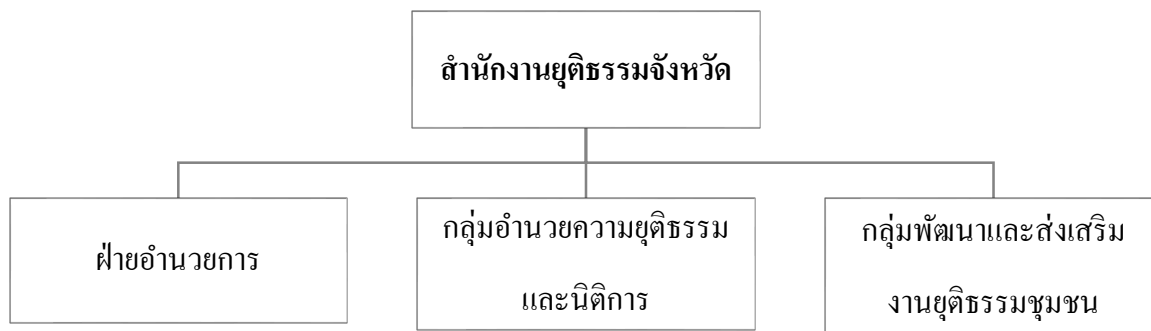 สำนักงานยุติธรรมจังหวัด
ฝ่ายอำนวยการ
กลุ่มอำนวยความยุติธรรม
และนิติการ
กลุ่มพัฒนาและส่งเสริม
งานยุติธรรมชุมชน